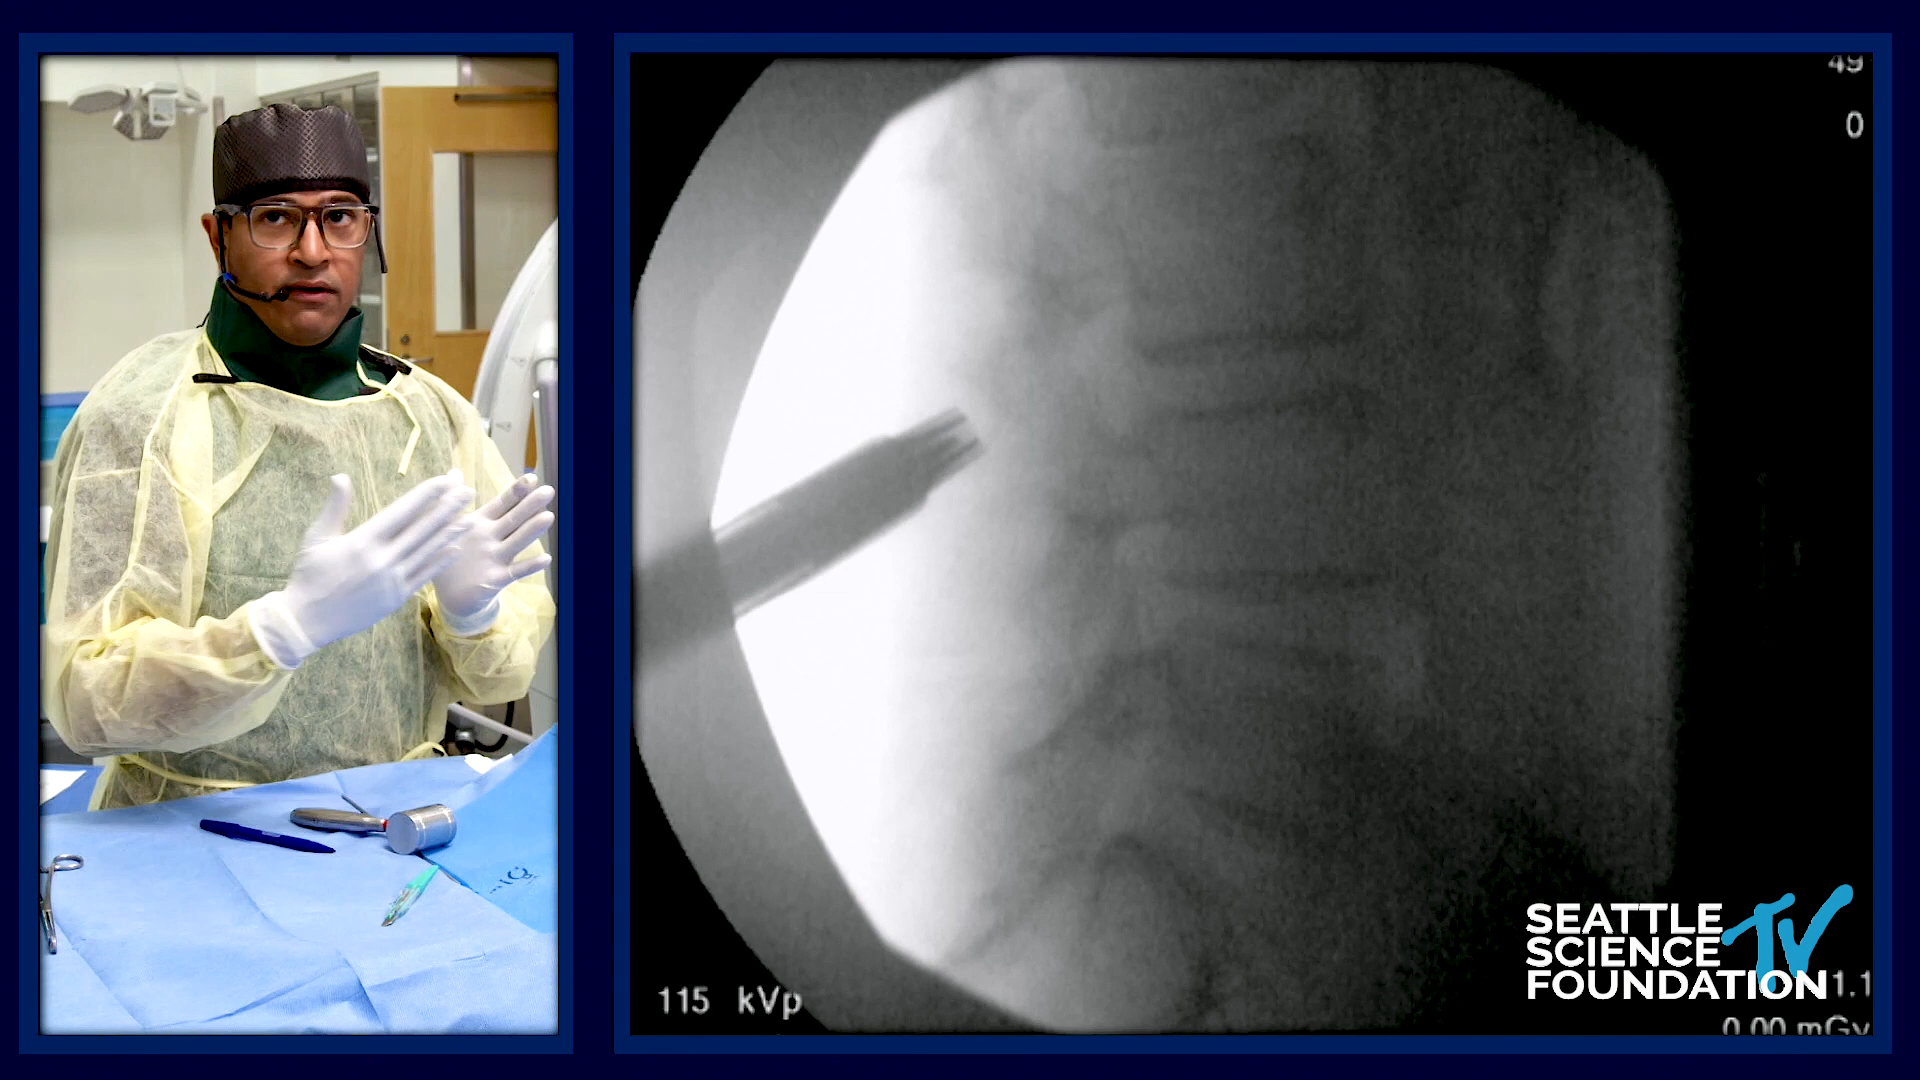 49
0
SEATTLE
SCIENCE
FOUNDATION
TV
115 kVp
1.1
0.00 mGy